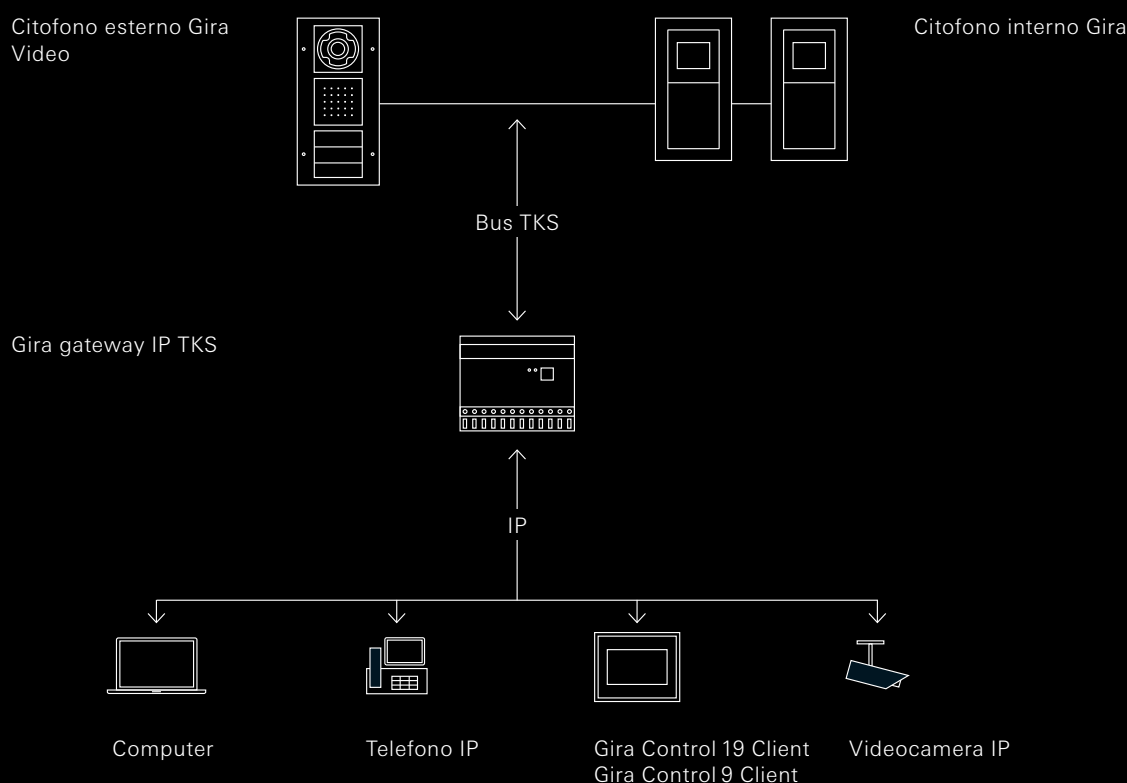 Citofono esterno Gira
Video
Citofono interno Gira
Bus TKS
Gira gateway IP TKS
IP
Computer
Telefono IP
Gira Control 19 Client
Gira Control 9 Client
Videocamera IP